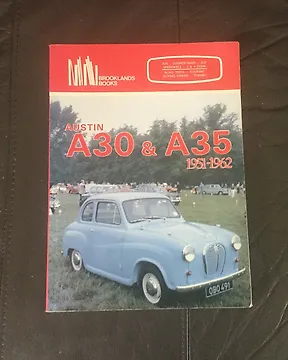 BROOKLANDS
BOOKS
AUSTIN
A30 & A35
1951-1962
OBO 491